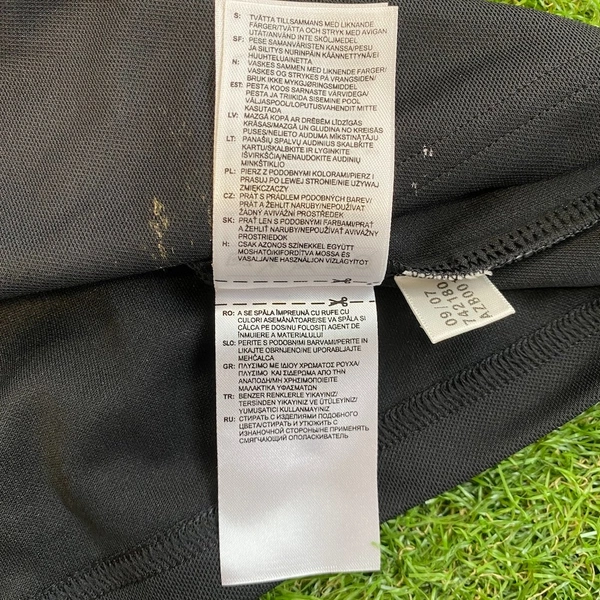 S: TVÄTTA TILLSAMMANS MED LIKNANDE
FÄRGER/TVÄTTA OCH STRYK MED AVIGAN
UTÅT/ANVÄND INTE SKÖLJMEDEL
SF: PESE SAMANVÄRISTEN KANSSA/PESU
JA SILITYS NURINPÄIN KÄÄNNETTYNÄ/EI
HUUHTELUAINETTA
N: VASKES SAMMEN MED LIKNENDE FARGER/
VASKES OG STRYKES PÅ VRANGSIDEN/
BRUK IKKE MYKGJØRINGSMIDDEL
EST: PESTA KOOS SARNASTE VÄRVIDEGA/
PESTA JA TRIIKIDA SISEMINE POOL
VÄLJASPOOL/LOPUTUSVAHENDIT MITTE
KASUTADA
LV: MAZGĀ KOPĀ AR DRĒBĒM LĪDZĪGĀS
KRĀSĀS/MAZGĀ UN GLUDINA NO KREISĀS
PUSES/NELIETO AUDUMA MĪKSTINĀTĀJU
LT: PANAŠIŲ SPALVŲ AUDINIUS SKALBKITE
KARTU/SKALBKITE IR LYGINKITE
IŠVIRKŠČIĄ/NENAUDOKITE AUDINIŲ
MINKŠTIKLIO
PL: PIERZ Z PODOBNYMI KOLORAMI/PIERZ I
PRASUJ PO LEWEJ STRONIE/NIE UŻYWAJ
ZMIĘKCZACZY
CZ: PRÁT S PRÁDLEM PODOBNÝCH BAREV/
PRÁT A ŽEHLIT NARUBY/NEPOUŽÍVAT
ŽÁDNÝ AVIVÁŽNÍ PROSTŘEDEK
SK: PRAŤ LEN S PODOBNÝMI FARBAMI/PRAŤ
A ŽEHLIŤ NARUBY/NEPOUŽÍVAŤ AVIVÁŽNY
PROSTRIEDOK
H: CSAK AZONOS SZÍNEKKEL EGYÜTT
MOSHATÓ/KIFORDÍTVA MOSSA ÉS
VASALJA/NE HASZNÁLJON VÍZLÁGYÍTÓT
RO: A SE SPĂLA ÎMPREUNĂ CU RUFE CU
CULORI ASEMĂNĂTOARE/SE VA SPĂLA ŞI
CĂLCA PE DOS/NU FOLOSIŢI AGENT DE
ÎNMUIERE A MATERIALULUI
SLO: PERITE S PODOBNIMI BARVAMI/PERITE IN
LIKAJTE OBRNJENO/NE UPORABLJAJTE
MEHČALCA
GR: ΠΛΥΣΙΜΟ ΜΕ ΙΔΙΟΥ ΧΡΩΜΑΤΟΣ ΡΟΥΧΑ/
ΠΛΥΣΙΜΟ ΚΑΙ ΣΙΔΕΡΩΜΑ ΑΠΟ ΤΗΝ
ΑΝΑΠΟΔΗ/ΜΗ ΧΡΗΣΙΜΟΠΟΙΕΙΤΕ
ΜΑΛΑΚΤΙΚΑ ΥΦΑΣΜΑΤΩΝ
TR: BENZER RENKLERLE YIKAYINIZ/
TERSİNDEN YIKAYINIZ VE ÜTÜLEYİNİZ/
YUMUŞATICI KULLANMAYINIZ
RU: СТИРАТЬ С ИЗДЕЛИЯМИ ПОДОБНОГО
ЦВЕТА/СТИРАТЬ И УТЮЖИТЬ С
ИЗНАНОЧНОЙ СТОРОНЫ/НЕ ПРИМЕНЯТЬ
СМЯГЧАЮЩИЙ ОПОЛАСКИВАТЕЛЬ
09/07
742180
AZB00